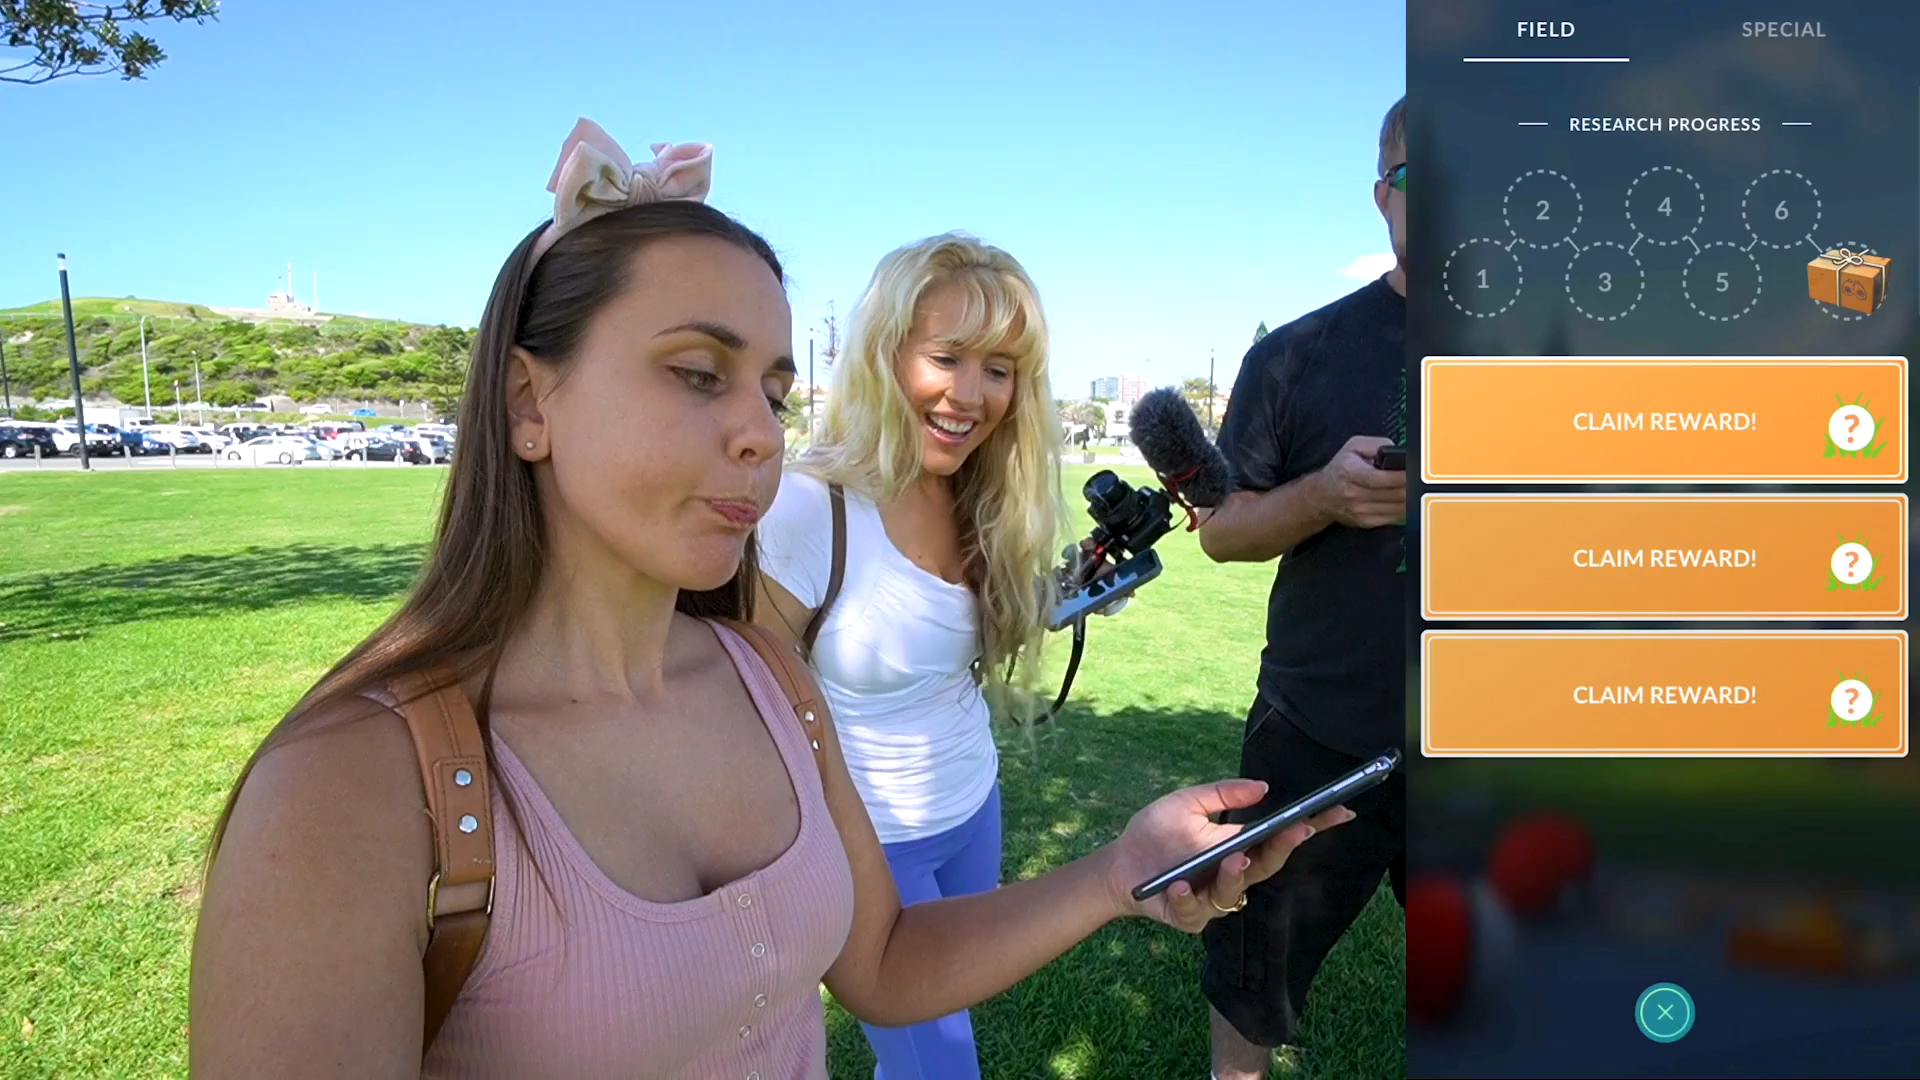 FIELD SPECIAL
RESEARCH PROGRESS
2 4 6
1 3 5
CLAIM REWARD! ?
CLAIM REWARD! ?
CLAIM REWARD! ?